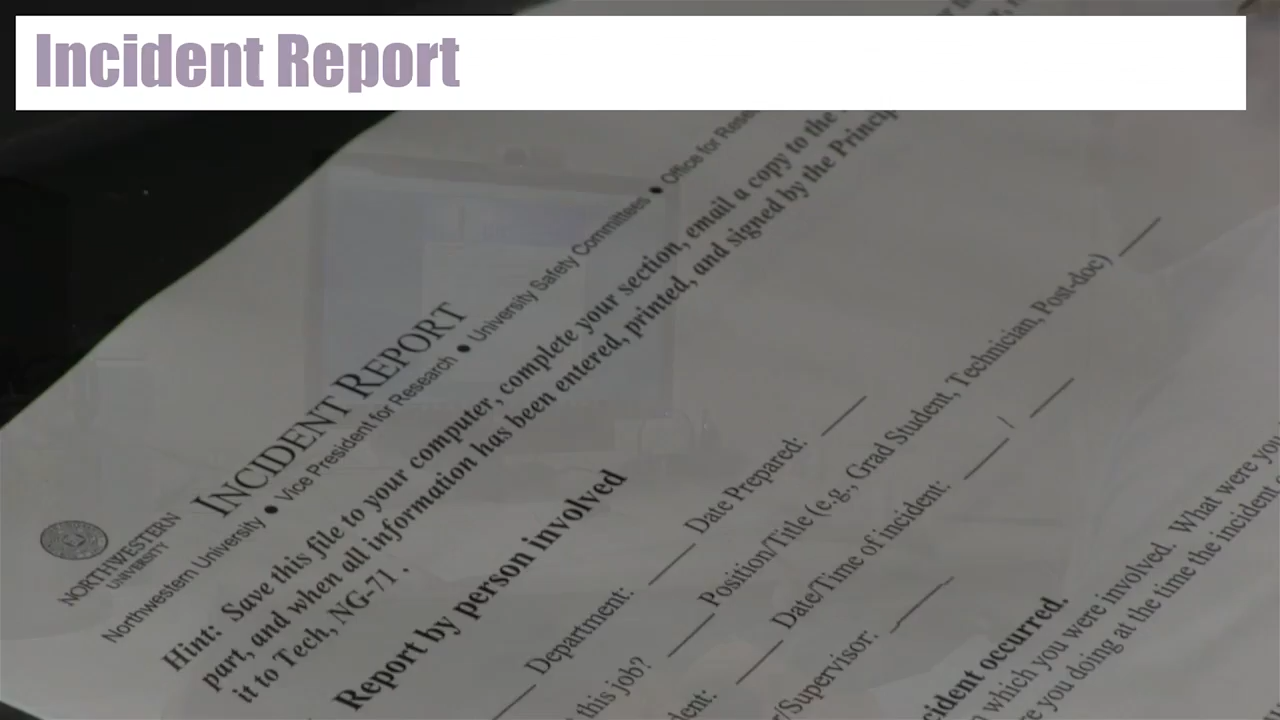 Incident Report
NORTHWESTERN
UNIVERSITY
INCIDENT REPORT
Northwestern University ● Vice President for Research ● University Safety Committees ● Office for
Hint: Save this file to your computer, complete your section, email a copy to the
part, and when all information has been entered, printed, and signed by the
it to Tech, NG-71 .
Report by person involved
Department: Date Prepared:
this job? Position/Title (e.g., Grad Student, Technician, Post-doc)
Date/Time of incident: /
Supervisor:
occurred.
which you were involved. What were you
you doing at the time the incident